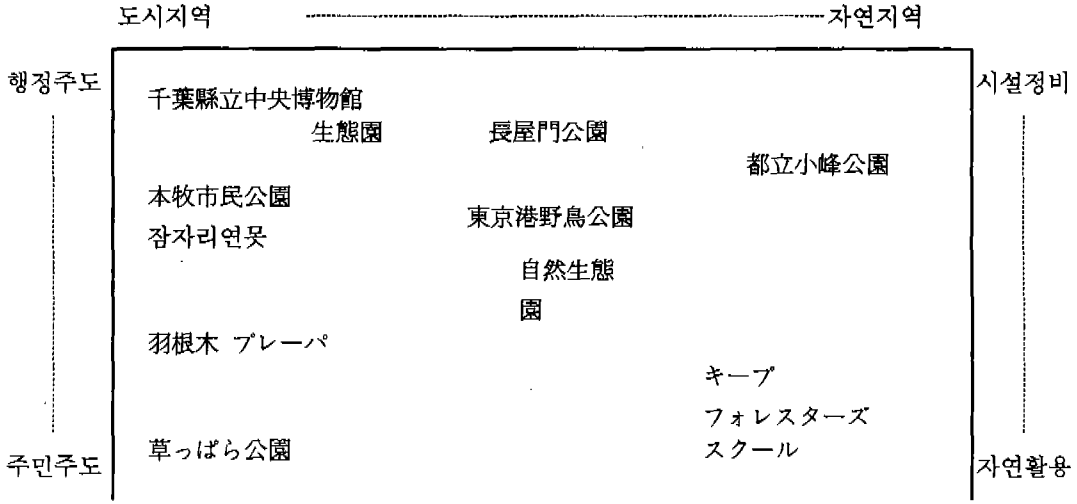 도시지역 자연지역
행정주도 시설정비
千葉縣立中央博物館
生態園 長屋門公園
都立小峰公園
本牧市民公園
東京港野鳥公園
잠자리연못
自然生態
園
羽根木 プレーパ
キープ
フォレスターズ
草っぱら公園 スクール
주민주도 자연활용